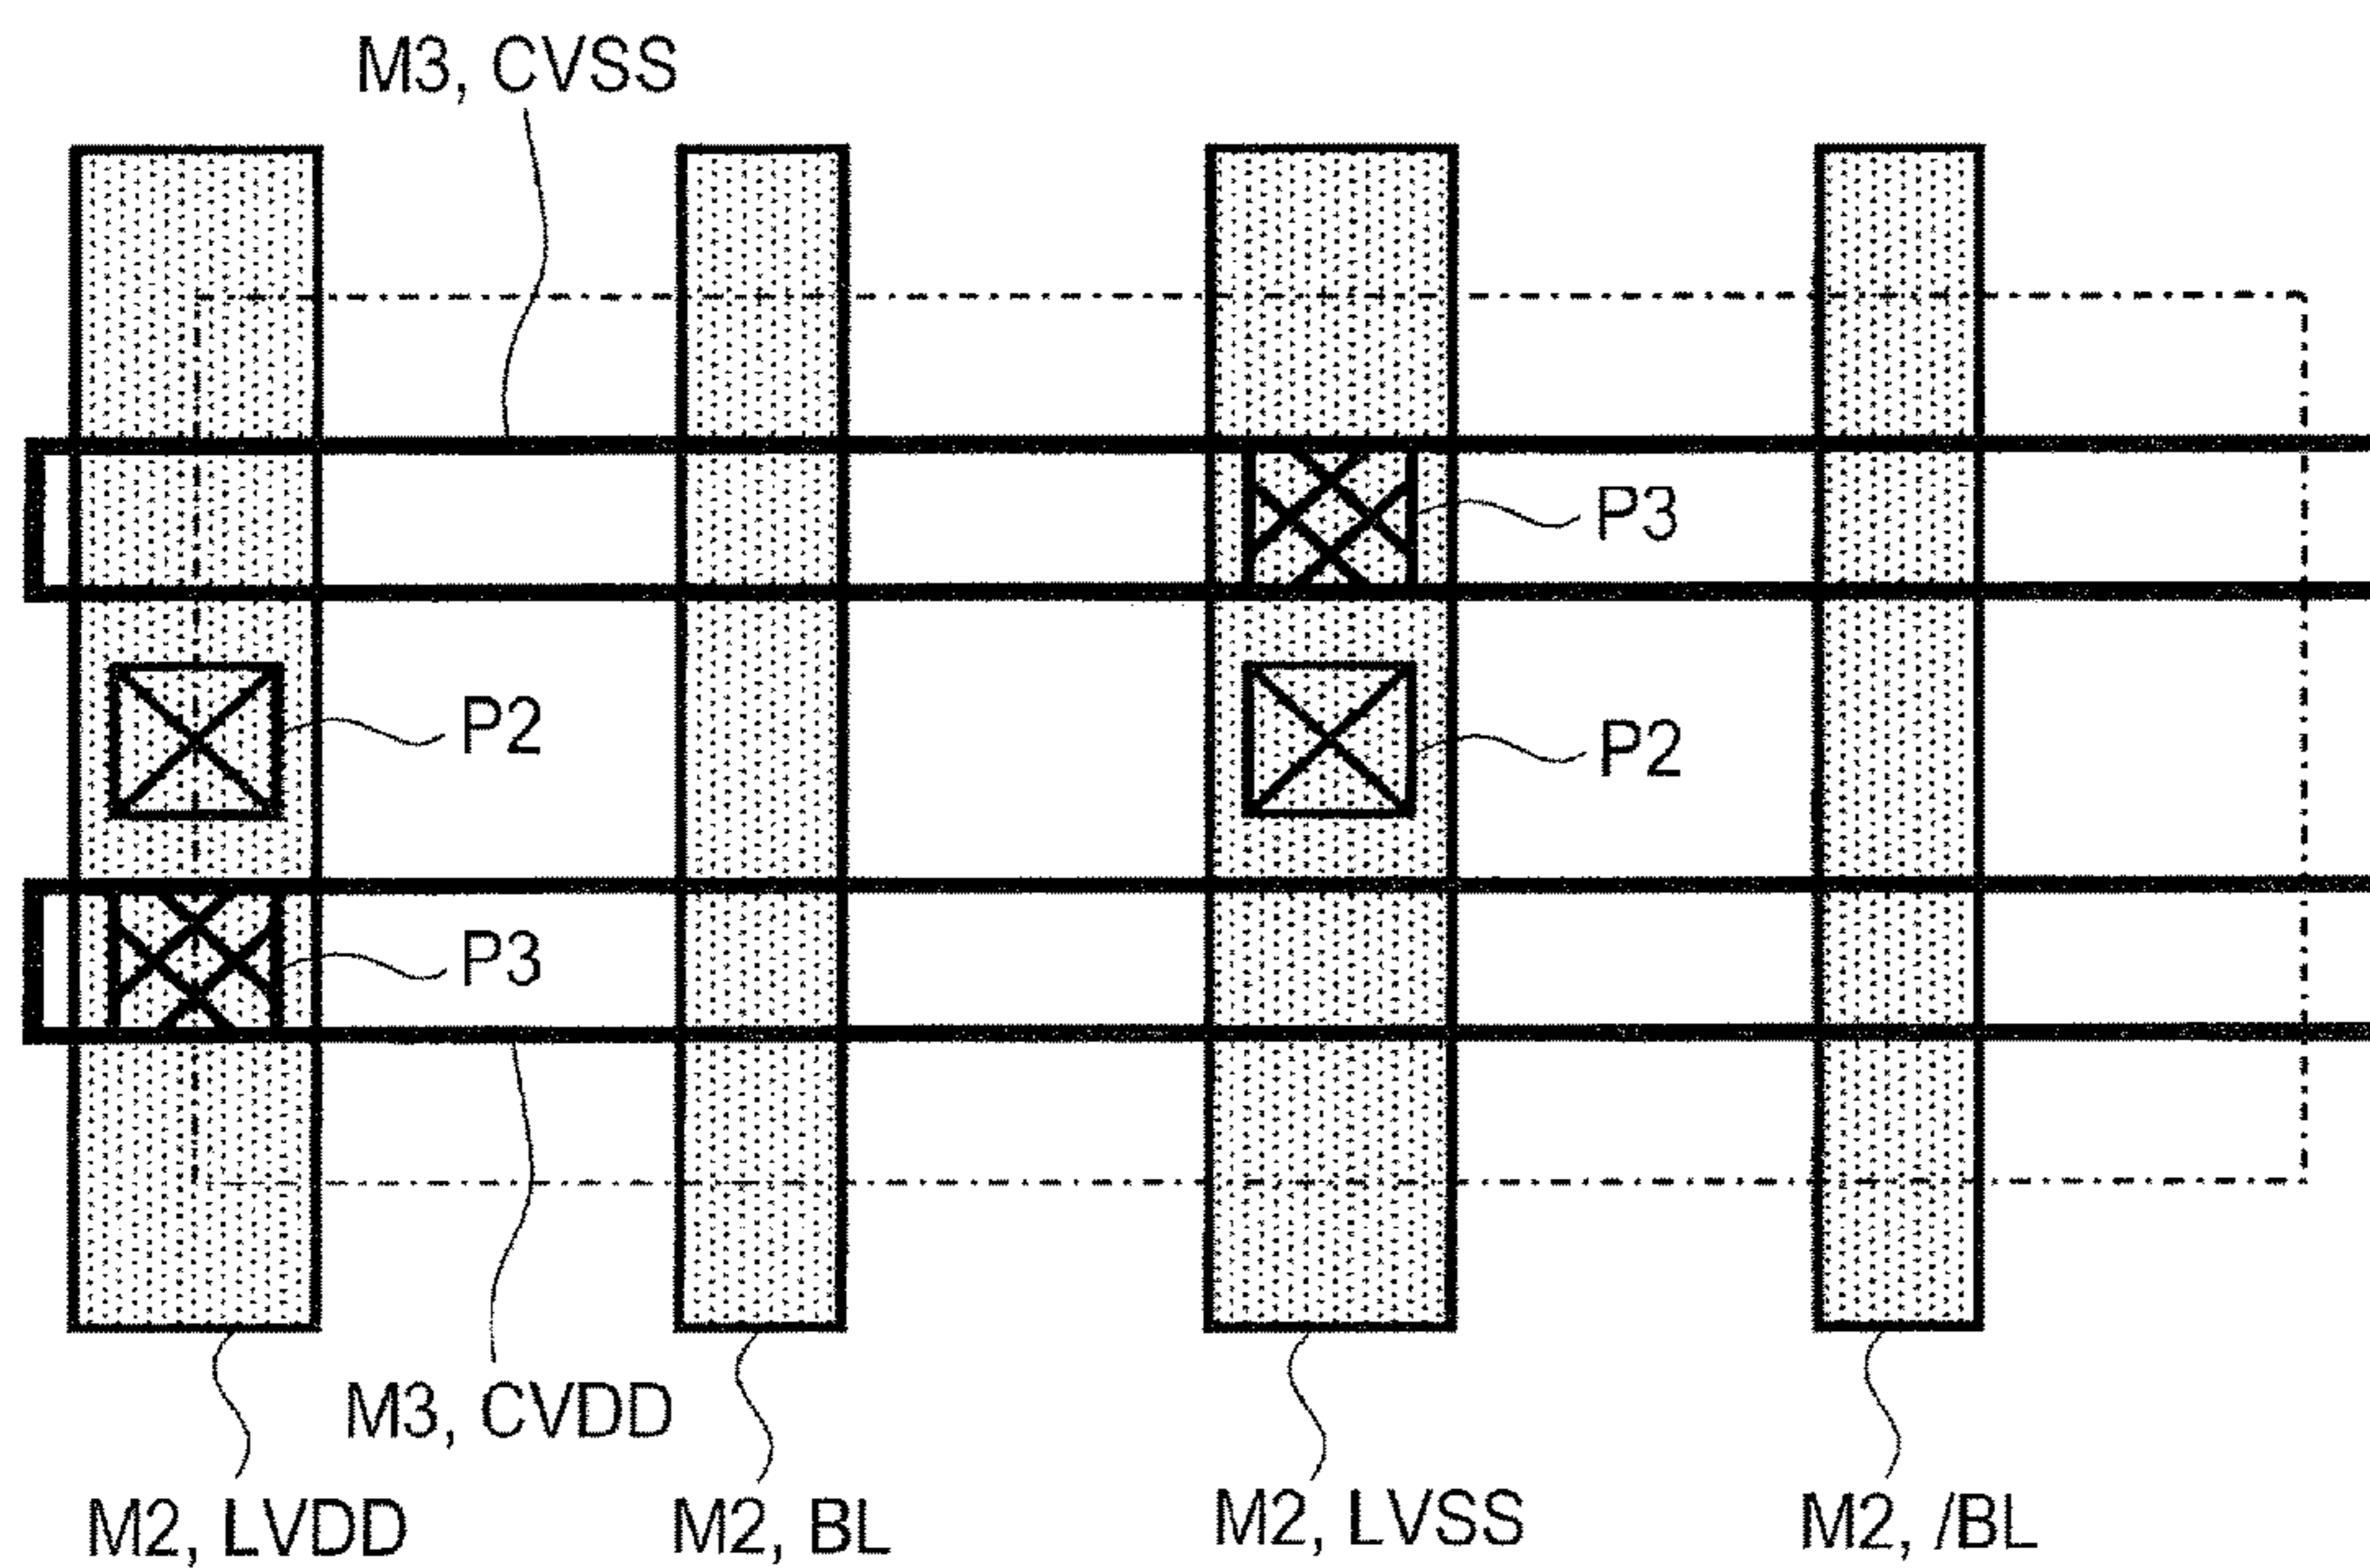 M3, CVSS
P3
P2
P2
P3
M3, CVDD
M2, LVDD
M2, BL
M2, LVSS
M2, /BL